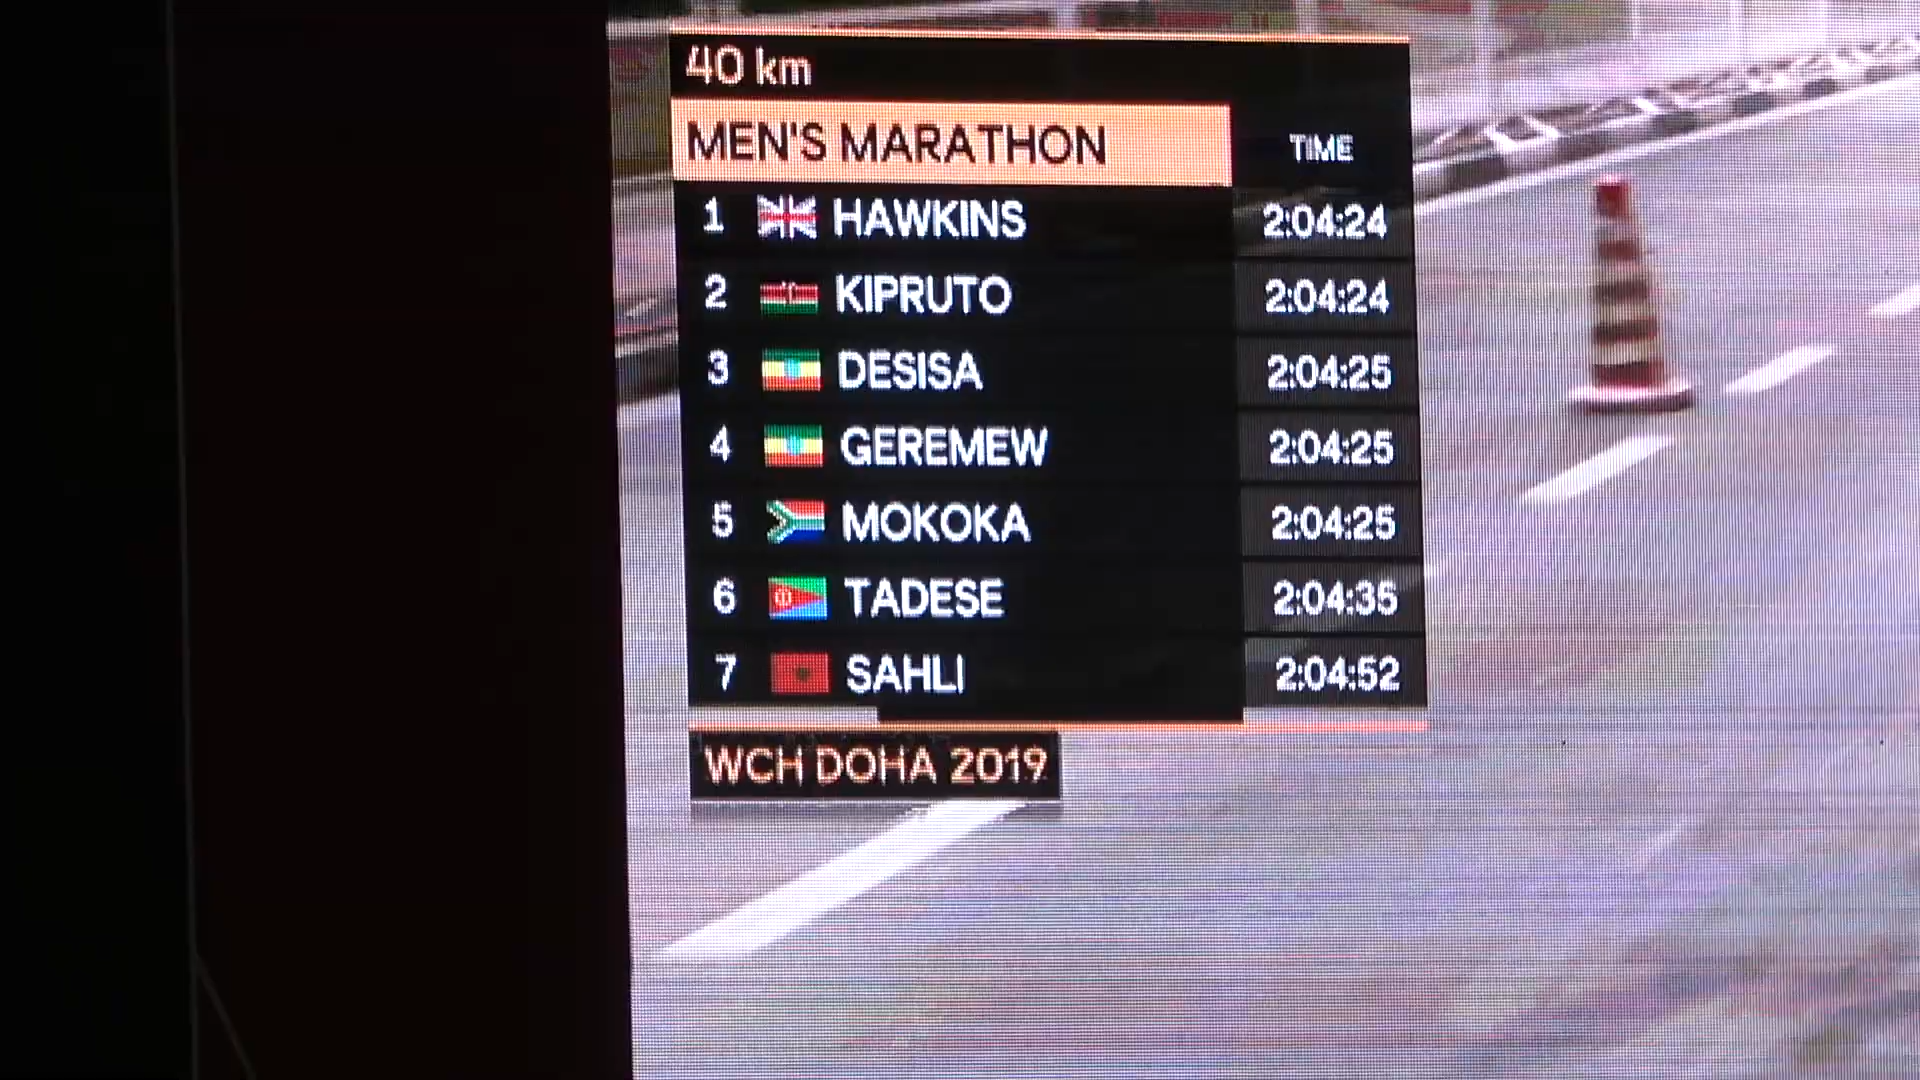 40 km
MEN'S MARATHON TIME
1 HAWKINS 2:04:24
2 KIPRUTO 2:04:24
3 DESISA 2:04:25
4 GEREMEW 2:04:25
5 MOKOKA 2:04:25
6 TADESE 2:04:35
7 SAHLI 2:04:52
WCH DOHA 2019